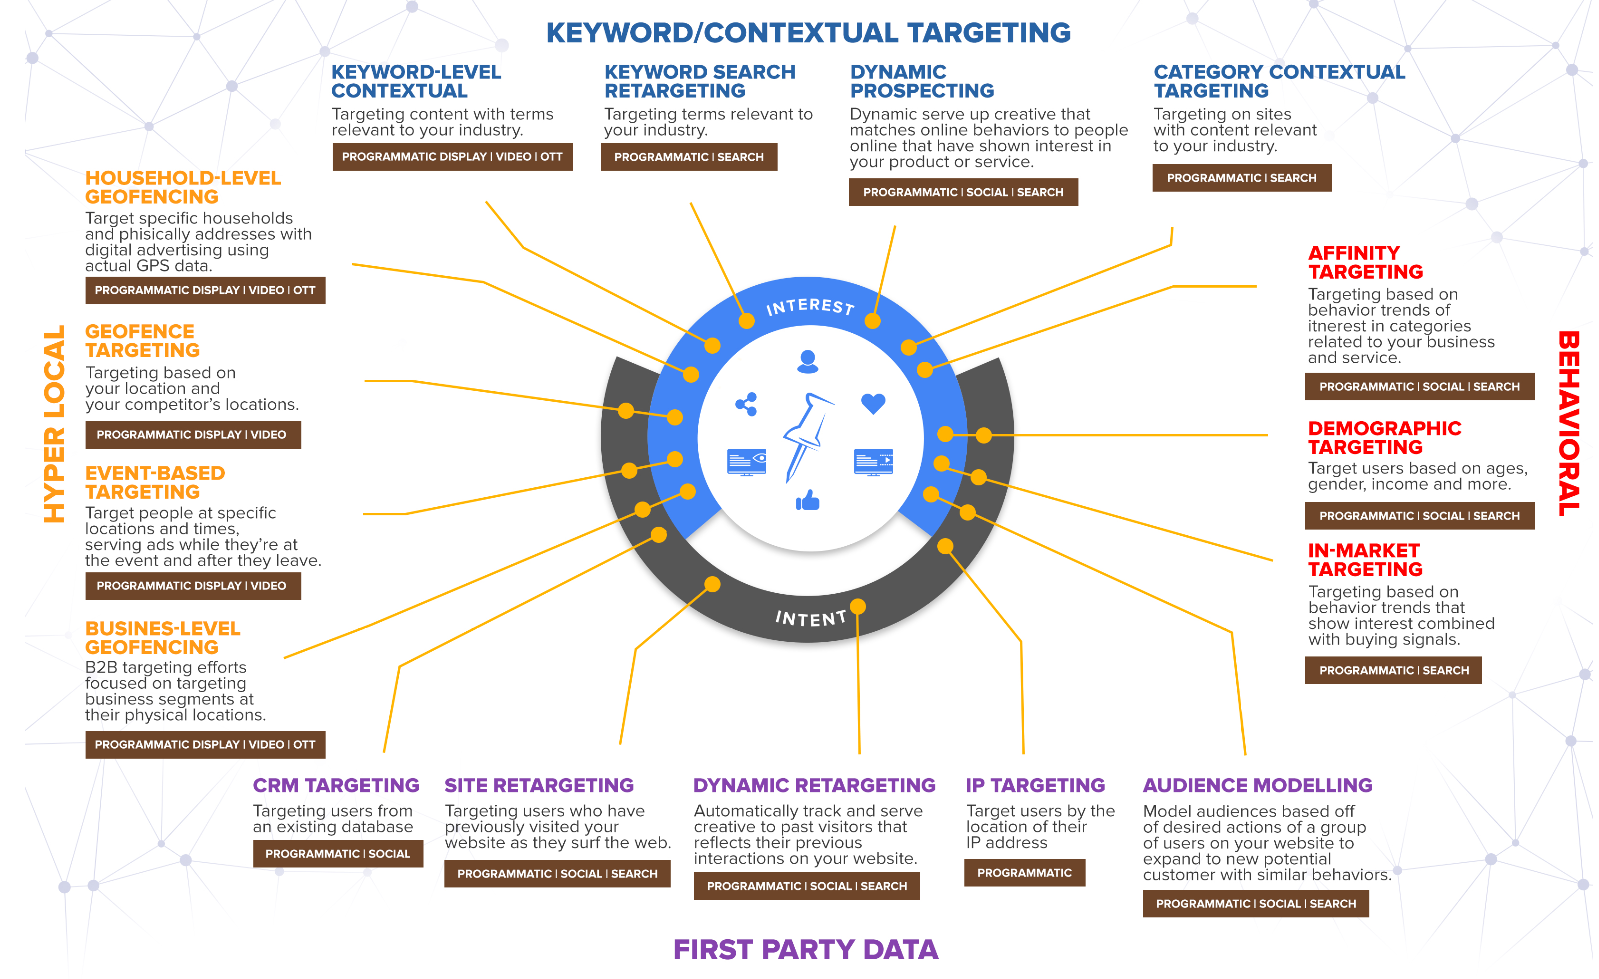 KEYWORD/CONTEXTUAL TARGETING
KEYWORD-LEVEL
CONTEXTUAL
Targeting content with terms
relevant to your industry.
PROGRAMMATIC DISPLAY | VIDEO | OTT
KEYWORD SEARCH
RETARGETING
Targeting terms relevant to
your industry.
PROGRAMMATIC | SEARCH
DYNAMIC
PROSPECTING
Dynamic serve up creative that
matches online behaviors to people
online that have shown interest in
your product or service.
PROGRAMMATIC | SOCIAL | SEARCH
CATEGORY CONTEXTUAL
TARGETING
Targeting on sites
with content relevant
to your industry.
PROGRAMMATIC | SEARCH
HYPER LOCAL
HOUSEHOLD-LEVEL
GEOFENCING
Target specific households
and phisically addresses with
digital advertising using
actual GPS data.
PROGRAMMATIC DISPLAY | VIDEO | OTT
GEOFENCE
TARGETING
Targeting based on
your location and
your competitor's locations.
PROGRAMMATIC DISPLAY | VIDEO
EVENT-BASED
TARGETING
Target people at specific
locations and times,
serving ads while they're at
the event and after they leave.
PROGRAMMATIC DISPLAY | VIDEO
BUSINES-LEVEL
GEOFENCING
B2B targeting efforts
focused on targeting
business segments at
their physical locations.
PROGRAMMATIC DISPLAY | VIDEO | OTT
INTEREST
INTENT
BEHAVIORAL
AFFINITY
TARGETING
Targeting based on
behavior trends of
itnerest in categories
related to your business
and service.
PROGRAMMATIC | SOCIAL | SEARCH
DEMOGRAPHIC
TARGETING
Target users based on ages,
gender, income and more.
PROGRAMMATIC | SOCIAL | SEARCH
IN-MARKET
TARGETING
Targeting based on
behavior trends that
show interest combined
with buying signals.
PROGRAMMATIC | SEARCH
CRM TARGETING
Targeting users from
an existing database
PROGRAMMATIC | SOCIAL
SITE RETARGETING
Targeting users who have
previously visited your
website as they surf the web.
PROGRAMMATIC | SOCIAL | SEARCH
DYNAMIC RETARGETING
Automatically track and serve
creative to past visitors that
reflects their previous
interactions on your website.
PROGRAMMATIC | SOCIAL | SEARCH
IP TARGETING
Target users by the
location of their
IP address
PROGRAMMATIC
AUDIENCE MODELLING
Model audiences based off
of desired actions of a group
of users on your website to
expand to new potential
customer with similar behaviors.
PROGRAMMATIC | SOCIAL | SEARCH
FIRST PARTY DATA